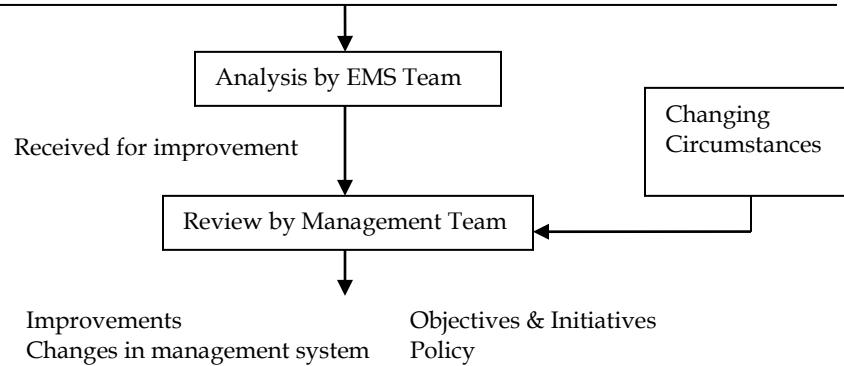 Analysis by EMS Team
Changing
Circumstances
Received for improvement
Review by Management Team
Improvements
Changes in management system
Objectives & Initiatives
Policy